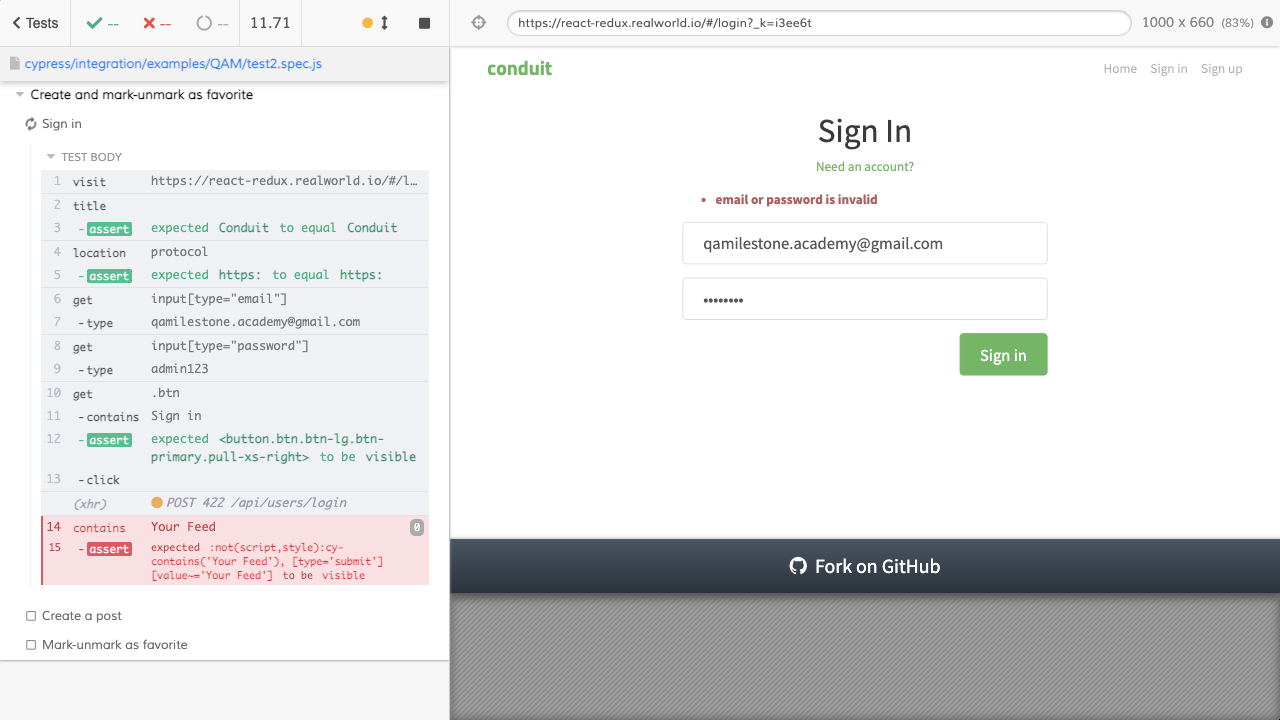 Tests -- -- -- 11.71
https://react-redux.realworld.io/#/login?_k=i3ee6t 1000 x 660 (83%)
cypress/integration/examples/QAM/test2.spec.js
Create and mark-unmark as favorite
Sign in
TEST BODY
1 visit https://react-redux.realworld.io/#/l…
2 title
3 - assert expected Conduit to equal Conduit
4 location protocol
5 - assert expected https: to equal https:
6 get input[type="email"]
7 - type qamilestone.academy@gmail.com
8 get input[type="password"]
9 - type admin123
10 get .btn
11 - contains Sign in
12 - assert expected <button.btn.btn-lg.btn-
primary.pull-xs-right> to be visible
13 - click
(xhr) POST 422 /api/users/login
14 contains Your Feed 0
15 - assert expected :not(script,style):cy-
contains('Your Feed'), [type='submit']
[value~='Your Feed'] to be visible
Create a post
Mark-unmark as favorite
conduit Home Sign in Sign up
Sign In
Need an account?
• email or password is invalid
qamilestone.academy@gmail.com
••••••••
Sign in
Fork on GitHub